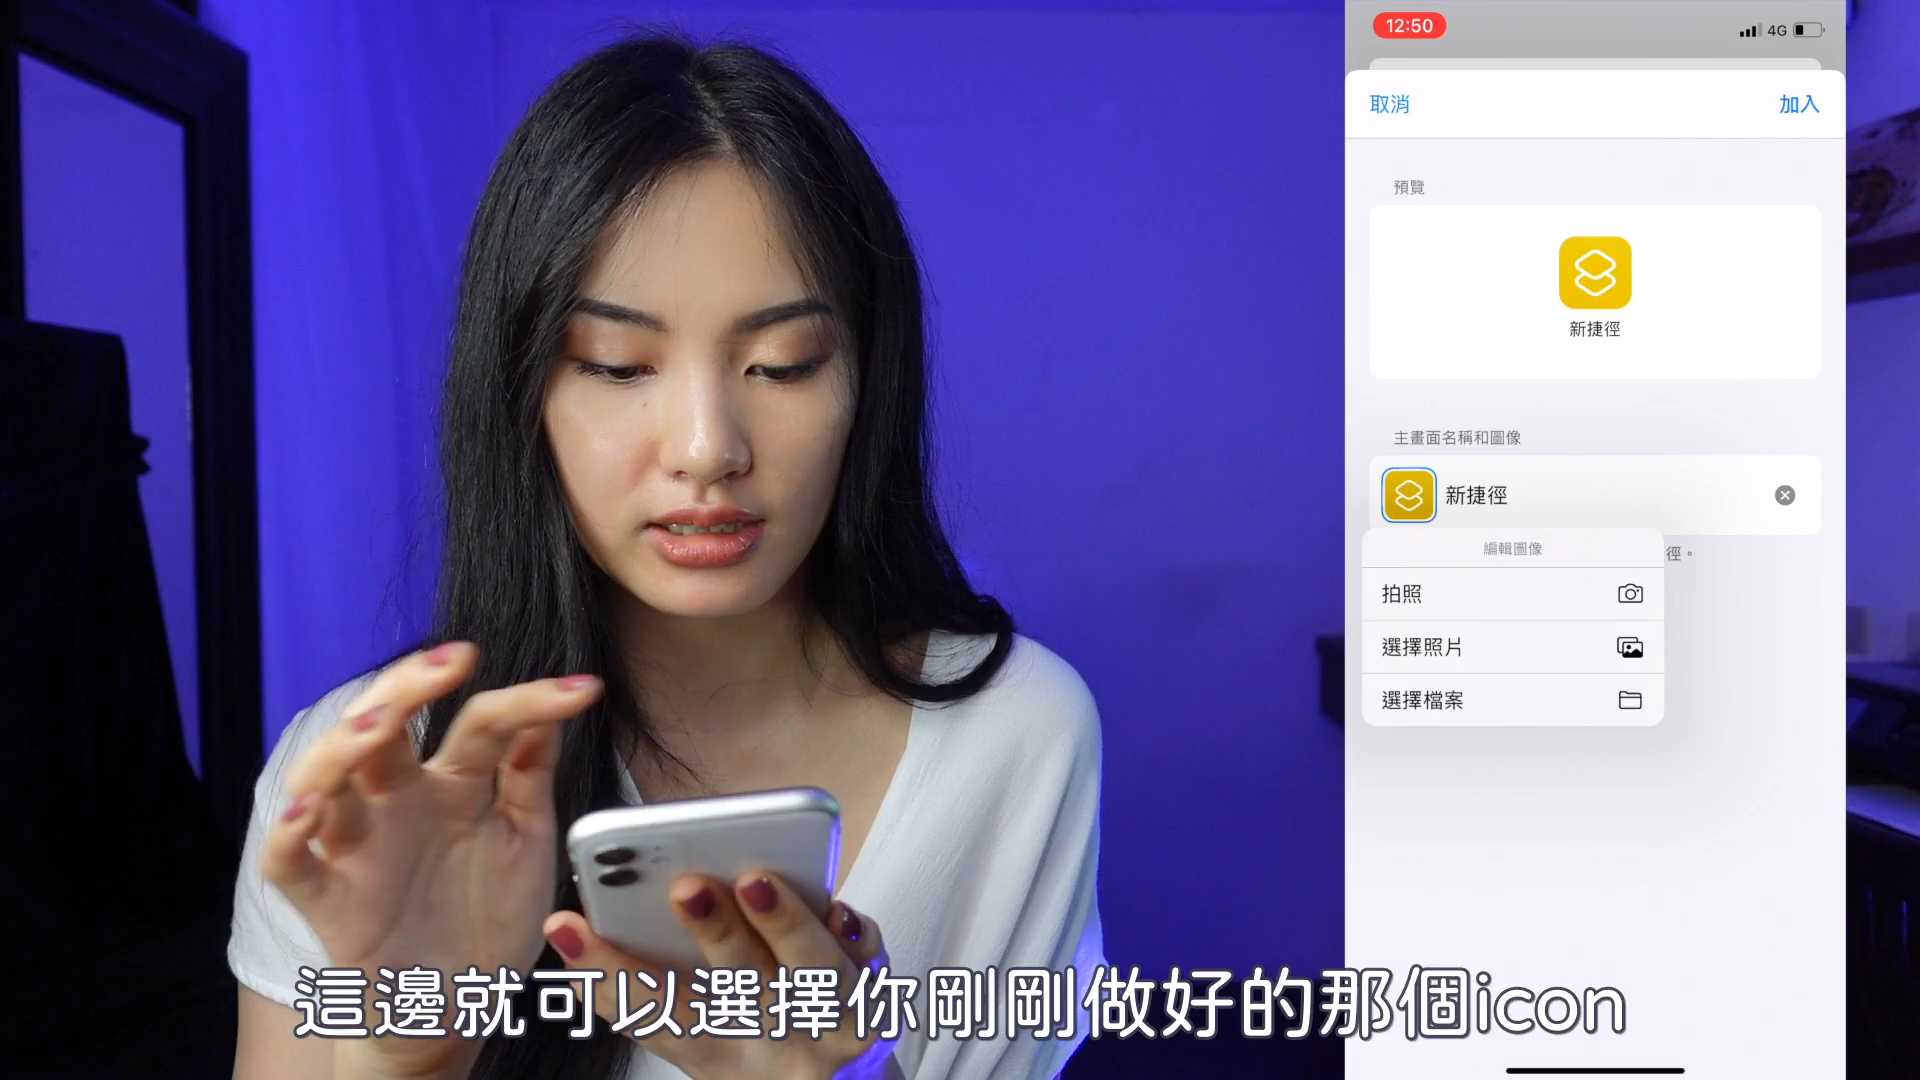 12:50
4G
取消
加入
預覽
新捷徑
主畫面名稱和圖像
新捷徑
徑。
編輯圖像
拍照
選擇照片
選擇檔案
這邊就可以選擇你剛剛做好的那個icon